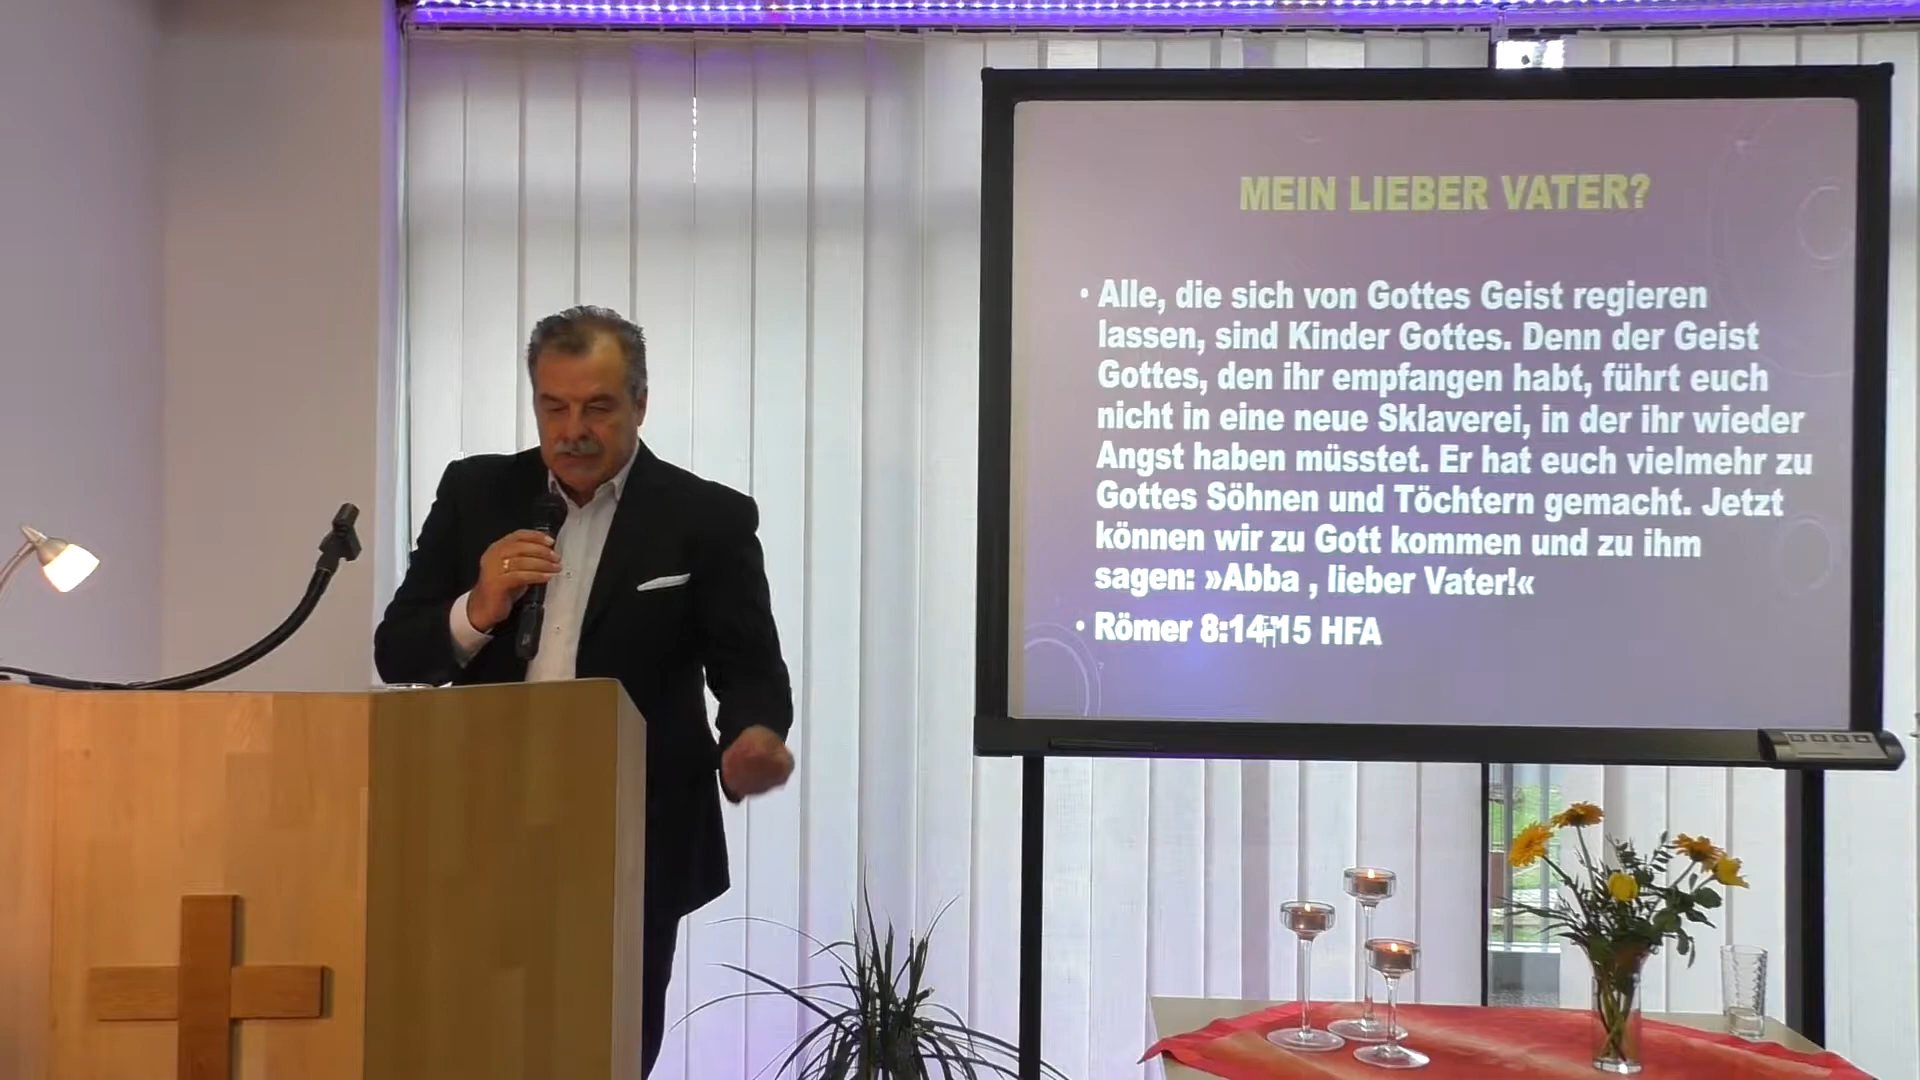 MEIN LIEBER VATER?
• Alle, die sich von Gottes Geist regieren
lassen, sind Kinder Gottes. Denn der Geist
Gottes, den ihr empfangen habt, führt euch
nicht in eine neue Sklaverei, in der ihr wieder
Angst haben müsstet. Er hat euch vielmehr zu
Gottes Söhnen und Töchtern gemacht. Jetzt
können wir zu Gott kommen und zu ihm
sagen: »Abba , lieber Vater!«
• Römer 8:14-15 HFA